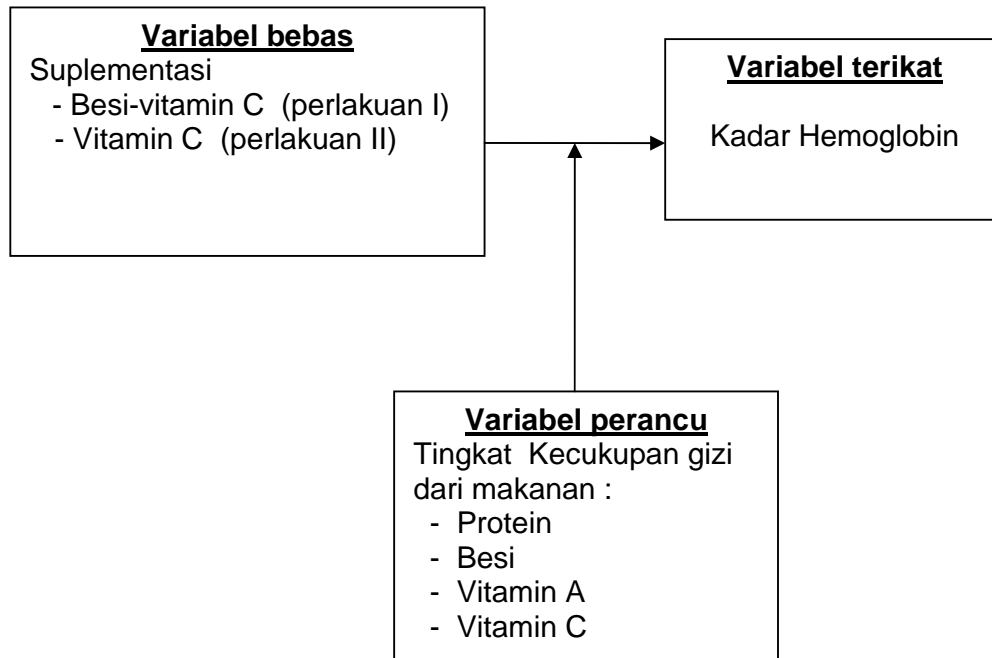 Variabel bebas
Suplementasi
- Besi-vitamin C (perlakuan I)
- Vitamin C (perlakuan II)
Variabel terikat
Kadar Hemoglobin
Variabel perancu
Tingkat Kecukupan gizi
dari makanan :
- Protein
- Besi
- Vitamin A
- Vitamin C